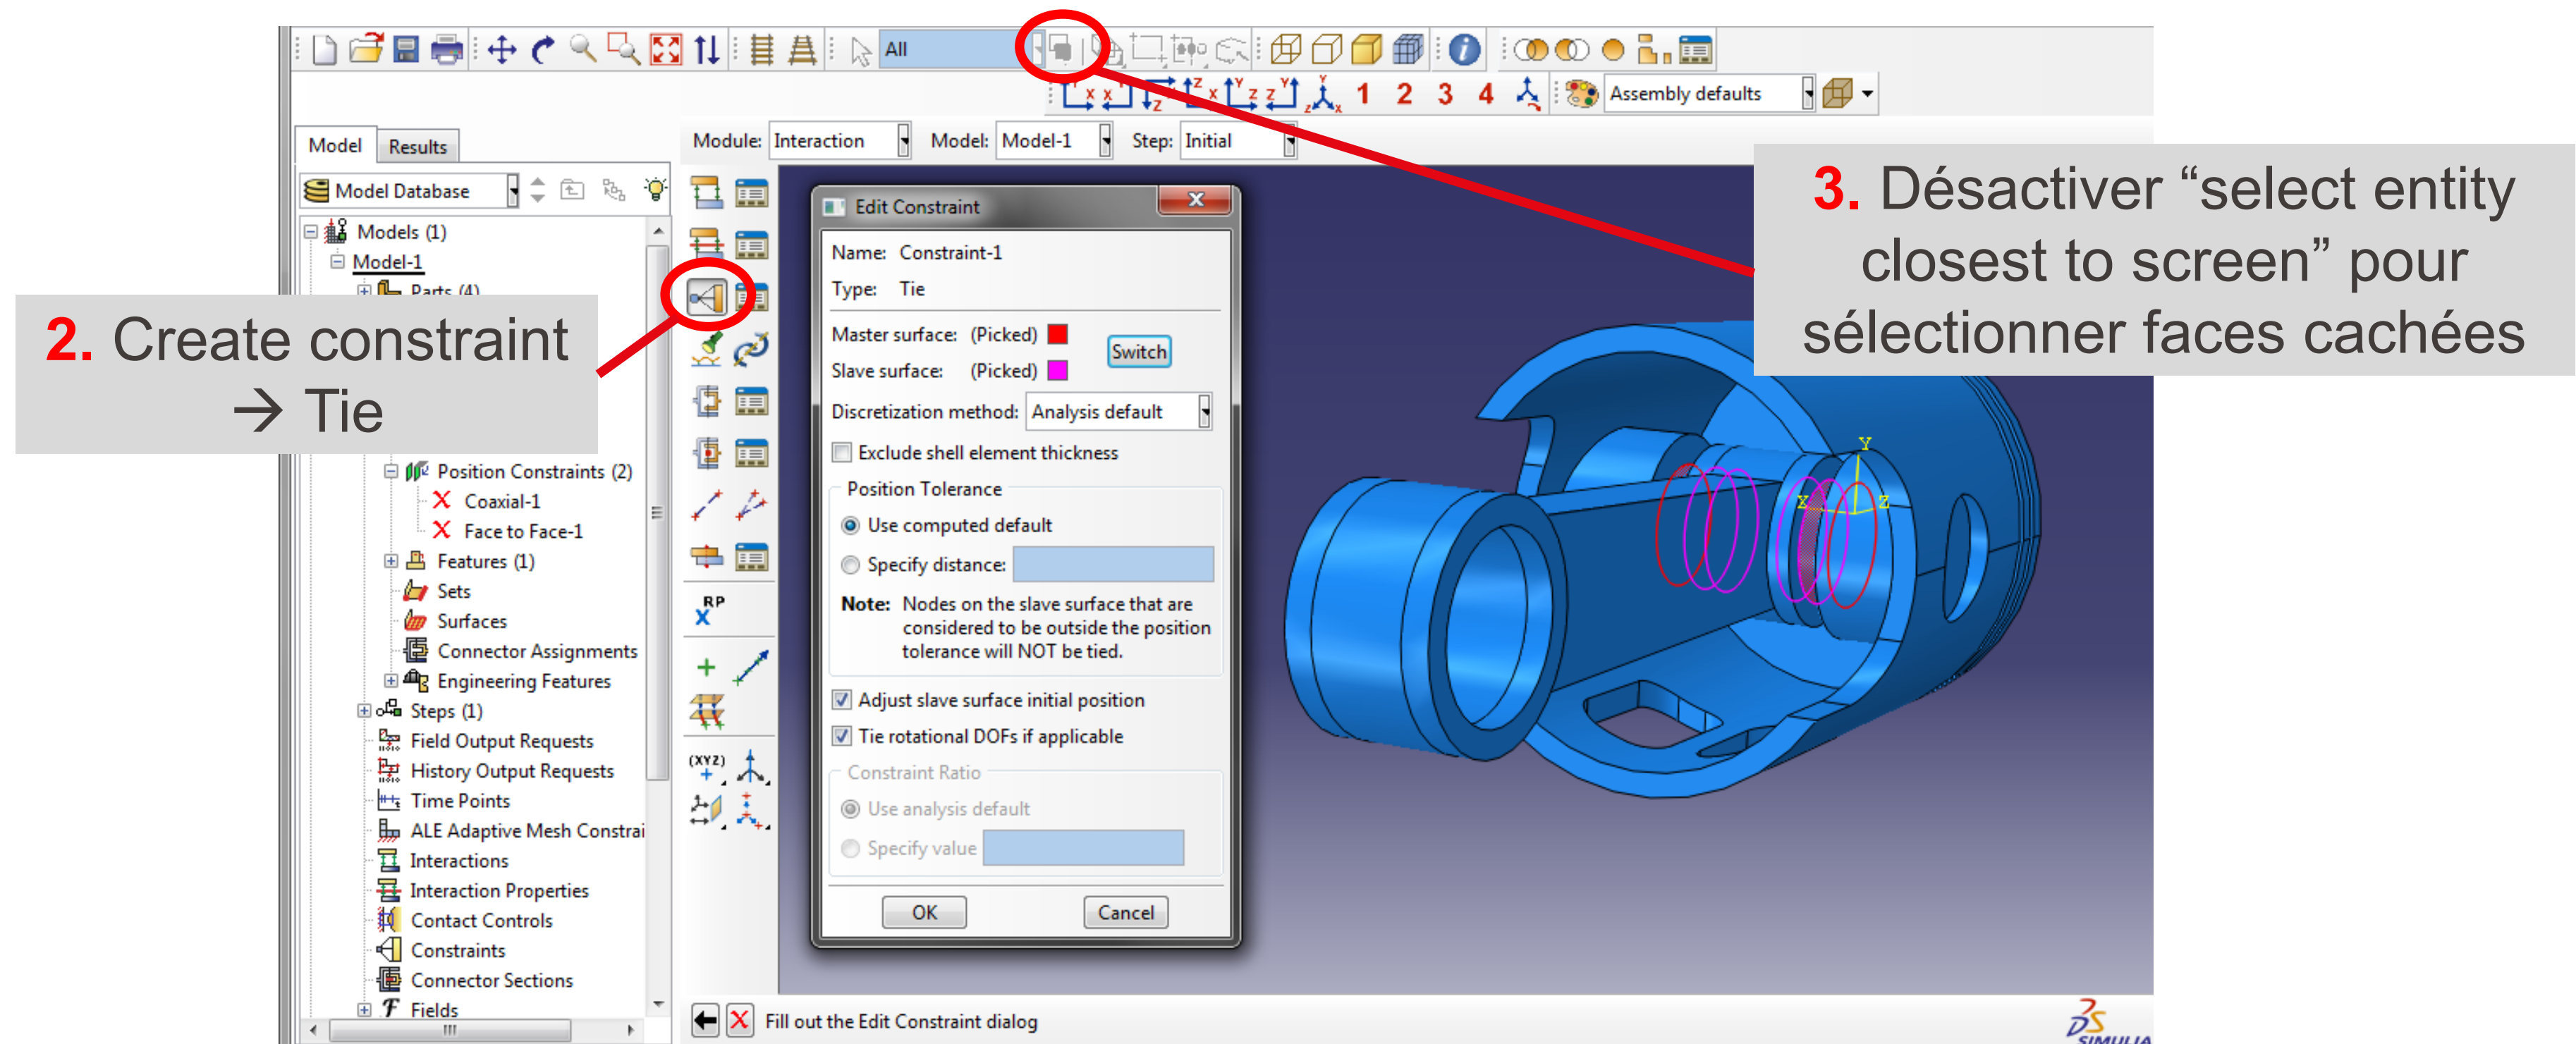 All
1 2 3 4
Assembly defaults
Model Results
Module: Interaction Model: Model-1 Step: Initial
Model Database
Models (1)
Model-1
Parts (4)
2. Create constraint
→ Tie
Position Constraints (2)
Coaxial-1
Face to Face-1
Features (1)
Sets
Surfaces
Connector Assignments
Engineering Features
Steps (1)
Field Output Requests
History Output Requests
Time Points
ALE Adaptive Mesh Constrai
Interactions
Interaction Properties
Contact Controls
Constraints
Connector Sections
Fields
RP
(XYZ)
Edit Constraint
Name: Constraint-1
Type: Tie
Master surface: (Picked)
Switch
Slave surface: (Picked)
Discretization method: Analysis default
Exclude shell element thickness
Position Tolerance
Use computed default
Specify distance:
Note: Nodes on the slave surface that are
considered to be outside the position
tolerance will NOT be tied.
Adjust slave surface initial position
Tie rotational DOFs if applicable
Constraint Ratio
Use analysis default
Specify value
OK Cancel
3. Désactiver “select entity
closest to screen” pour
sélectionner faces cachées
Y
X Z
Fill out the Edit Constraint dialog
SIMULIA